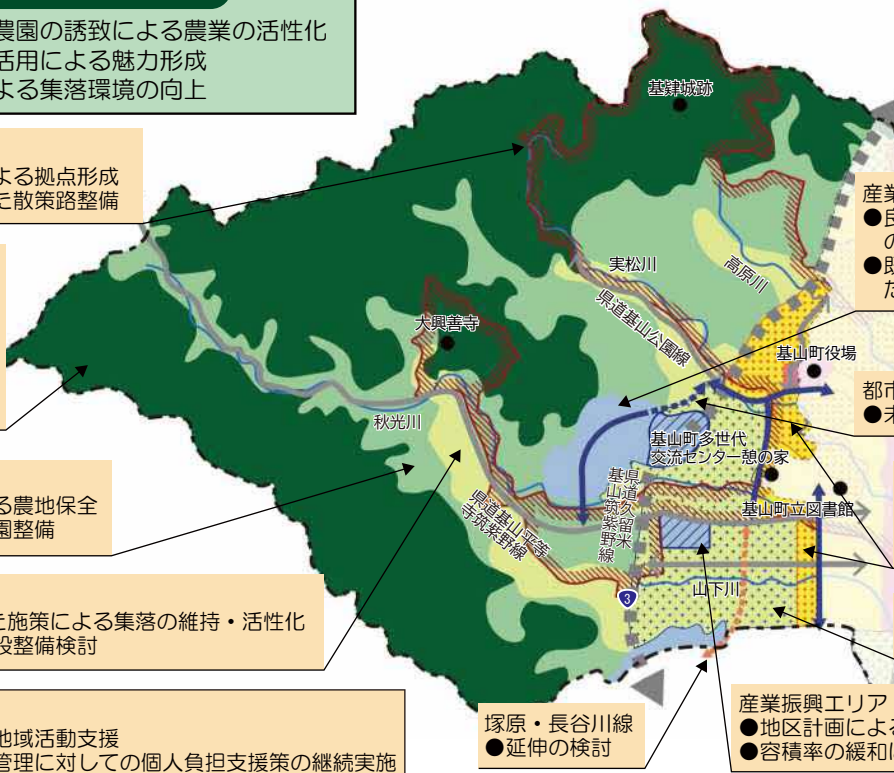 農園の誘致による農業の活性化
活用による魅力形成
よる集落環境の向上
よる拠点形成
た散策路整備
る農地保全
園整備
た施策による集落の維持・活性化
設整備検討
地域活動支援
管理に対しての個人負担支援策の継続実施
基肄城跡
実松川
高原川
県道基山公園線
大興善寺
秋光川
県道基山平等
寺筑紫野線
県道久留米
基山筑紫野線
基山町役場
基山町多世代
交流センター憩の家
基山町立図書館
山下川
3
産業
●良
の
●既
た
都市
●未
塚原・長谷川線
●延伸の検討
産業振興エリア
●地区計画による
●容積率の緩和に